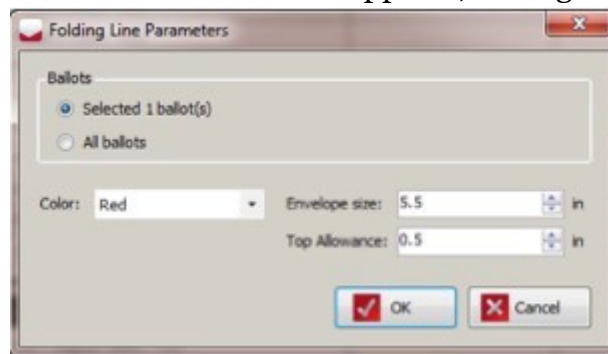 Folding Line Parameters
Ballots
Selected 1 ballot(s)
All ballots
Color: Red Envelope size: 5.5 in
Top Allowance: 0.5 in
OK Cancel